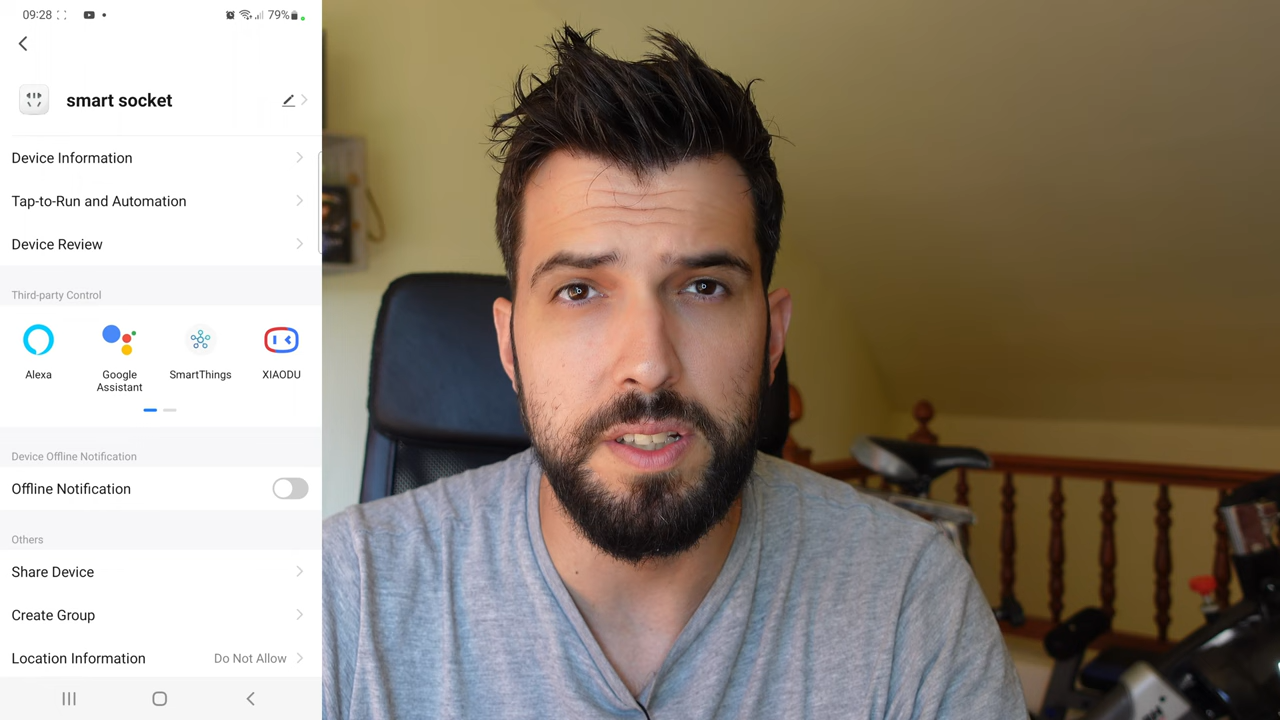 09:28 79%
smart socket
Device Information
Tap-to-Run and Automation
Device Review
Third-party Control
Alexa Google Assistant SmartThings XIAODU
Device Offline Notification
Offline Notification
Others
Share Device
Create Group
Location Information Do Not Allow